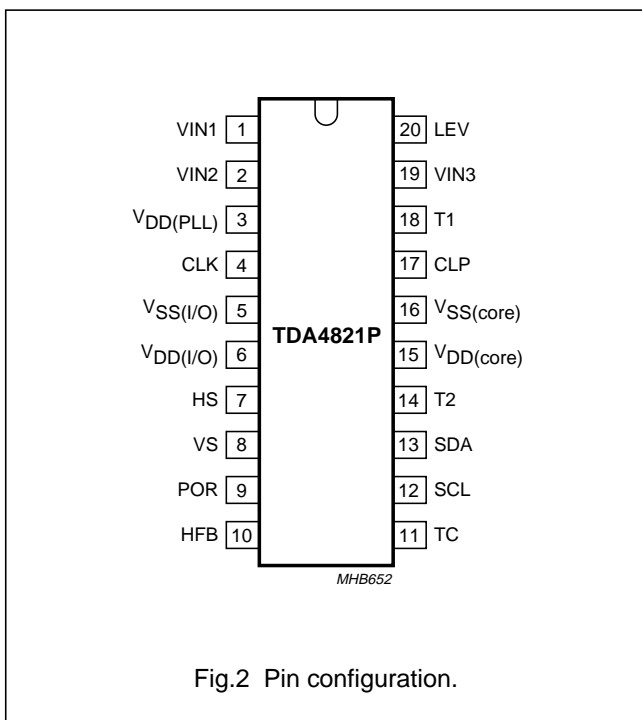 VIN1 1 20 LEV
VIN2 2 19 VIN3
VDD(PLL) 3 18 T1
CLK 4 17 CLP
VSS(I/O) 5 16 VSS(core)
TDA4821P
VDD(I/O) 6 15 VDD(core)
HS 7 14 T2
VS 8 13 SDA
POR 9 12 SCL
HFB 10 11 TC
MHB652
Fig.2 Pin configuration.